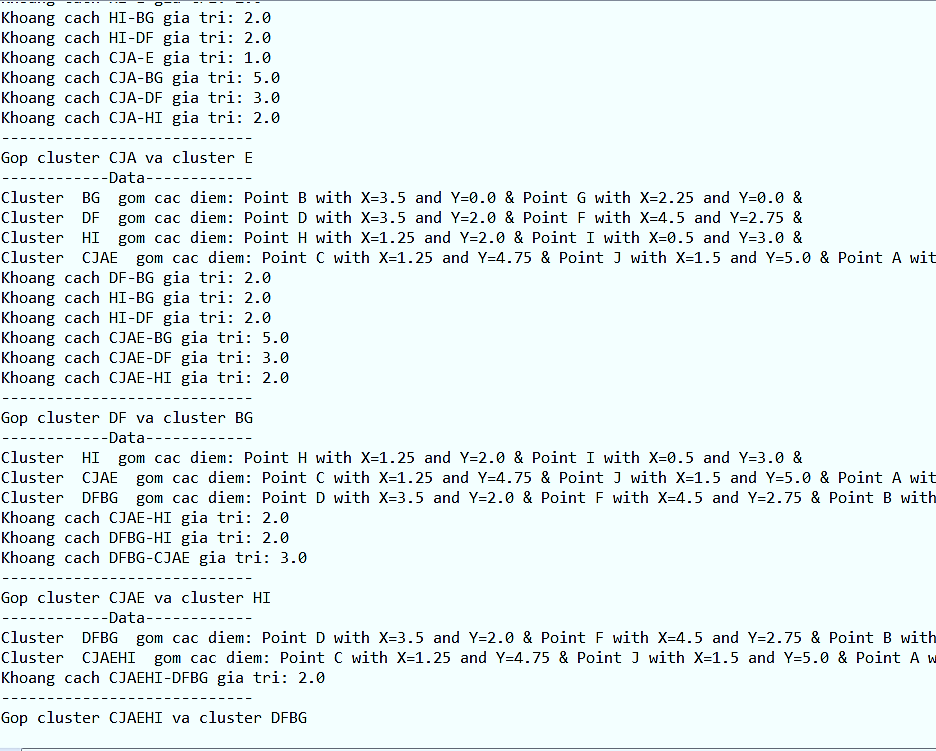 Khoang cach HI-BG gia tri: 2.0
Khoang cach HI-DF gia tri: 2.0
Khoang cach CJA-E gia tri: 1.0
Khoang cach CJA-BG gia tri: 5.0
Khoang cach CJA-DF gia tri: 3.0
Khoang cach CJA-HI gia tri: 2.0
----------------------------
Gop cluster CJA va cluster E
------------Data------------
Cluster  BG  gom cac diem: Point B with X=3.5 and Y=0.0 & Point G with X=2.25 and Y=0.0 &
Cluster  DF  gom cac diem: Point D with X=3.5 and Y=2.0 & Point F with X=4.5 and Y=2.75 &
Cluster  HI  gom cac diem: Point H with X=1.25 and Y=2.0 & Point I with X=0.5 and Y=3.0 &
Cluster  CJAE  gom cac diem: Point C with X=1.25 and Y=4.75 & Point J with X=1.5 and Y=5.0 & Point A wit
Khoang cach DF-BG gia tri: 2.0
Khoang cach HI-BG gia tri: 2.0
Khoang cach HI-DF gia tri: 2.0
Khoang cach CJAE-BG gia tri: 5.0
Khoang cach CJAE-DF gia tri: 3.0
Khoang cach CJAE-HI gia tri: 2.0
----------------------------
Gop cluster DF va cluster BG
------------Data------------
Cluster  HI  gom cac diem: Point H with X=1.25 and Y=2.0 & Point I with X=0.5 and Y=3.0 &
Cluster  CJAE  gom cac diem: Point C with X=1.25 and Y=4.75 & Point J with X=1.5 and Y=5.0 & Point A wit
Cluster  DFBG  gom cac diem: Point D with X=3.5 and Y=2.0 & Point F with X=4.5 and Y=2.75 & Point B with
Khoang cach CJAE-HI gia tri: 2.0
Khoang cach DFBG-HI gia tri: 2.0
Khoang cach DFBG-CJAE gia tri: 3.0
----------------------------
Gop cluster CJAE va cluster HI
------------Data------------
Cluster  DFBG  gom cac diem: Point D with X=3.5 and Y=2.0 & Point F with X=4.5 and Y=2.75 & Point B with
Cluster  CJAEHI  gom cac diem: Point C with X=1.25 and Y=4.75 & Point J with X=1.5 and Y=5.0 & Point A w
Khoang cach CJAEHI-DFBG gia tri: 2.0
----------------------------
Gop cluster CJAEHI va cluster DFBG